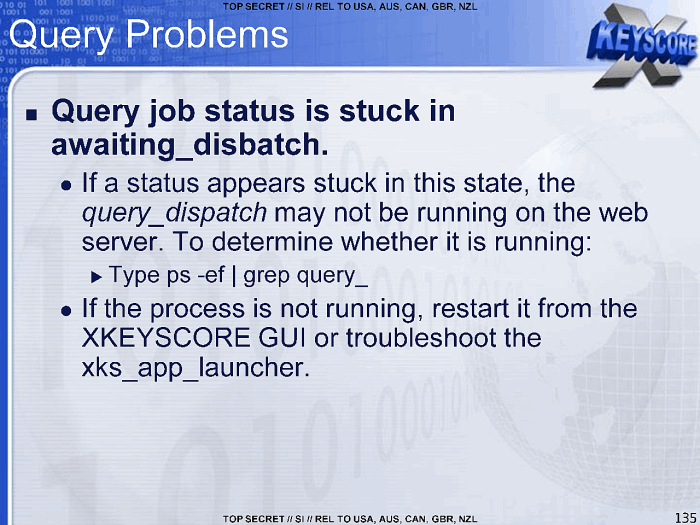 TOP SECRET // SI // REL TO USA, AUS, CAN, GBR, NZL
Query Problems
XKEYSCORE
Query job status is stuck in
awaiting_disbatch.
If a status appears stuck in this state, the
query_dispatch may not be running on the web
server. To determine whether it is running:
Type ps -ef | grep query_
If the process is not running, restart it from the
XKEYSCORE GUI or troubleshoot the
xks_app_launcher.
TOP SECRET // SI // REL TO USA, AUS, CAN, GBR, NZL
135